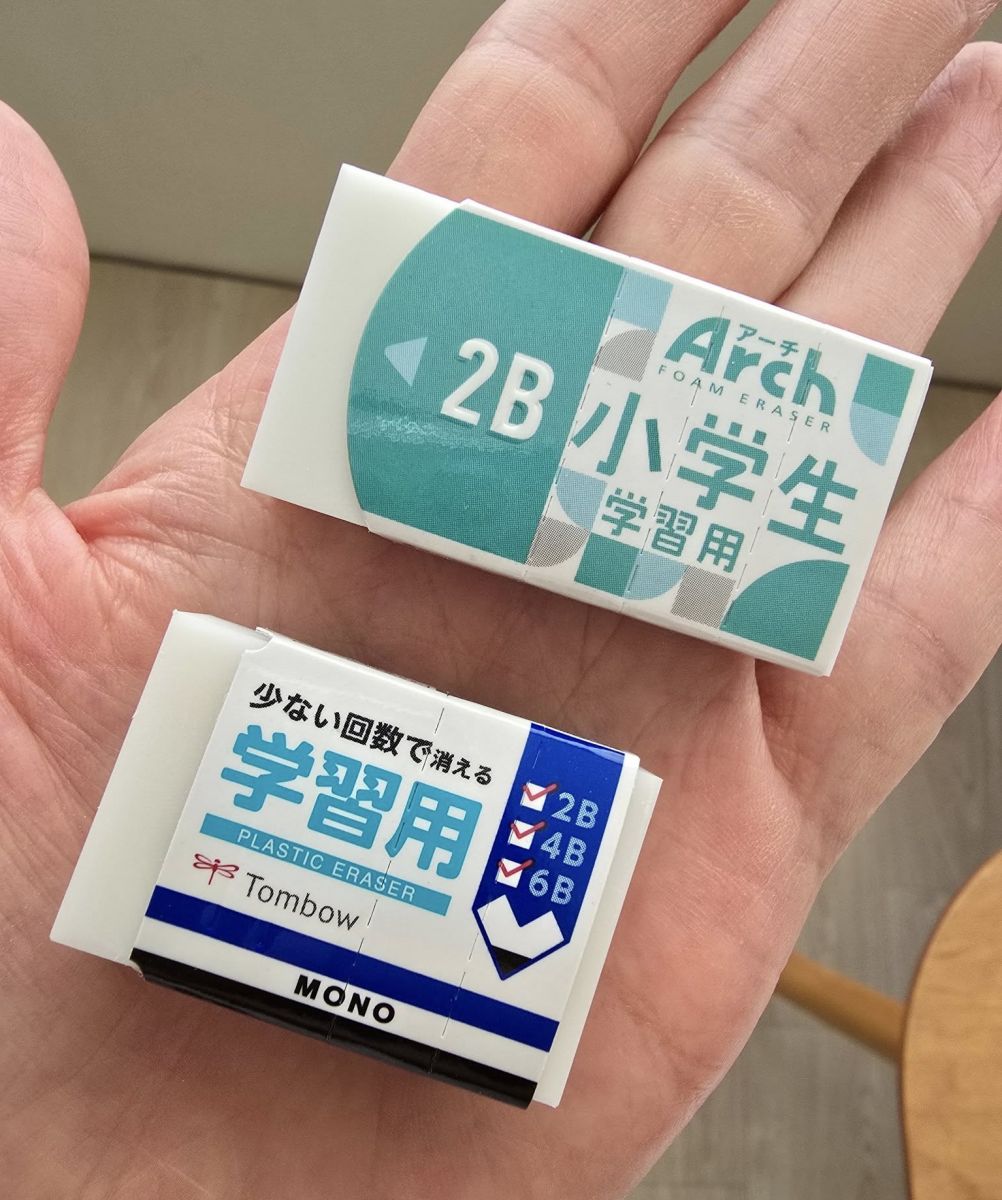 2B
アーチ
Arch
FOAM ERASER
小学生
学習用
少ない回数で消える
学習用
PLASTIC ERASER
Tombow
2B
4B
6B
MONO